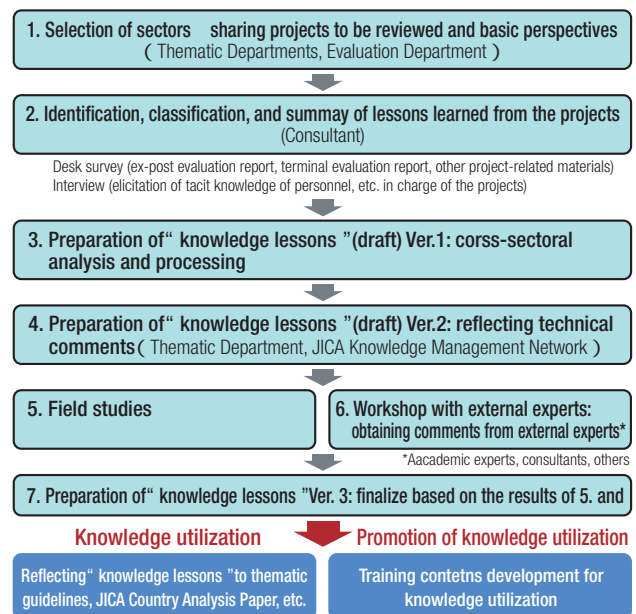 1. Selection of sectors sharing projects to be reviewed and basic perspectives
( Thematic Departments, Evaluation Department )
2. Identification, classification, and summay of lessons learned from the projects
(Consultant)
Desk survey (ex-post evaluation report, terminal evaluation report, other project-related materials)
Interview (elicitation of tacit knowledge of personnel, etc. in charge of the projects)
3. Preparation of“ knowledge lessons ”(draft) Ver.1: corss-sectoral
analysis and processing
4. Preparation of“ knowledge lessons ”(draft) Ver.2: reflecting technical
comments ( Thematic Department, JICA Knowledge Management Network )
5. Field studies
6. Workshop with external experts:
obtaining comments from external experts*
*Aacademic experts, consultants, others
7. Preparation of“ knowledge lessons ”Ver. 3: finalize based on the results of 5. and
Knowledge utilization
Promotion of knowledge utilization
Reflecting“ knowledge lessons ”to thematic
guidelines, JICA Country Analysis Paper, etc.
Training contetns development for
knowledge utilization